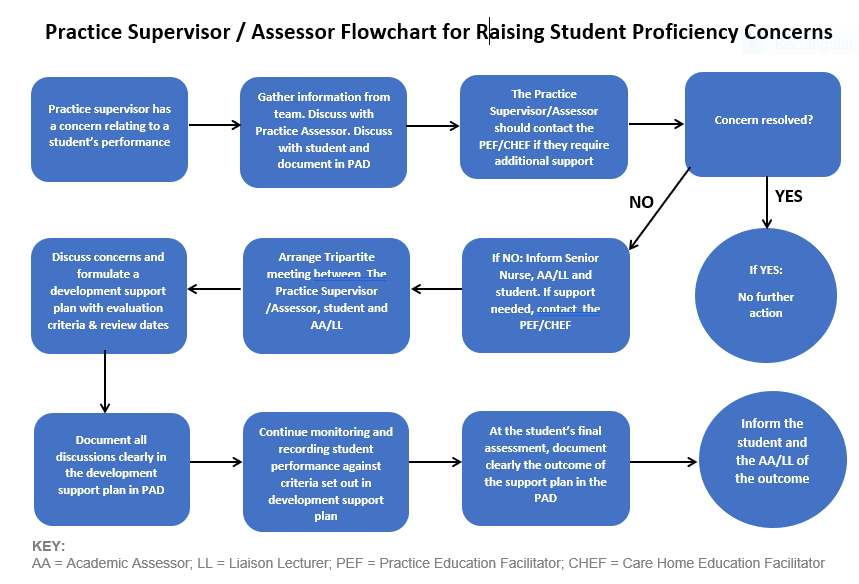 Practice Supervisor / Assessor Flowchart for Raising Student Proficiency Concerns
Rectangular
Practice supervisor has
a concern relating to a
student's performance
Gather information from
team. Discuss with
Practice Assessor. Discuss
with student and
document in PAD
The Practice
Supervisor/Assessor
should contact the
PEF/CHEF if they require
additional support
Concern resolved?
NO
YES
If YES:
No further
action
If NO: Inform Senior
Nurse, AA/LL and
student. If support
needed, contact the
PEF/CHEF
Arrange Tripartite
meeting between The
Practice Supervisor
/Assessor, student and
AA/LL
Discuss concerns and
formulate a
development support
plan with evaluation
criteria & review dates
Document all
discussions clearly in
the development
support plan in PAD
Continue monitoring and
recording student
performance against
criteria set out in
development support
plan
At the student's final
assessment, document
clearly the outcome of
the support plan in the
PAD
Inform the
student and
the AA/LL of
the outcome
KEY:
AA = Academic Assessor; LL = Liaison Lecturer; PEF = Practice Education Facilitator; CHEF = Care Home Education Facilitator